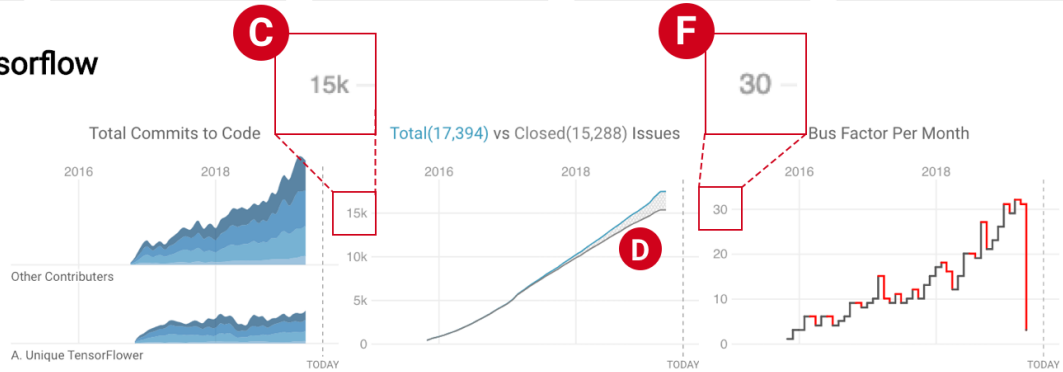 C
F
15k
30
sorflow
Total Commits to Code
Total(17,394) vs Closed(15,288) Issues
Bus Factor Per Month
2016
2018
2016
2018
2016
2018
15k
10k
5k
0
D
30
20
10
0
Other Contributers
A. Unique TensorFlower
TODAY
TODAY
TODAY